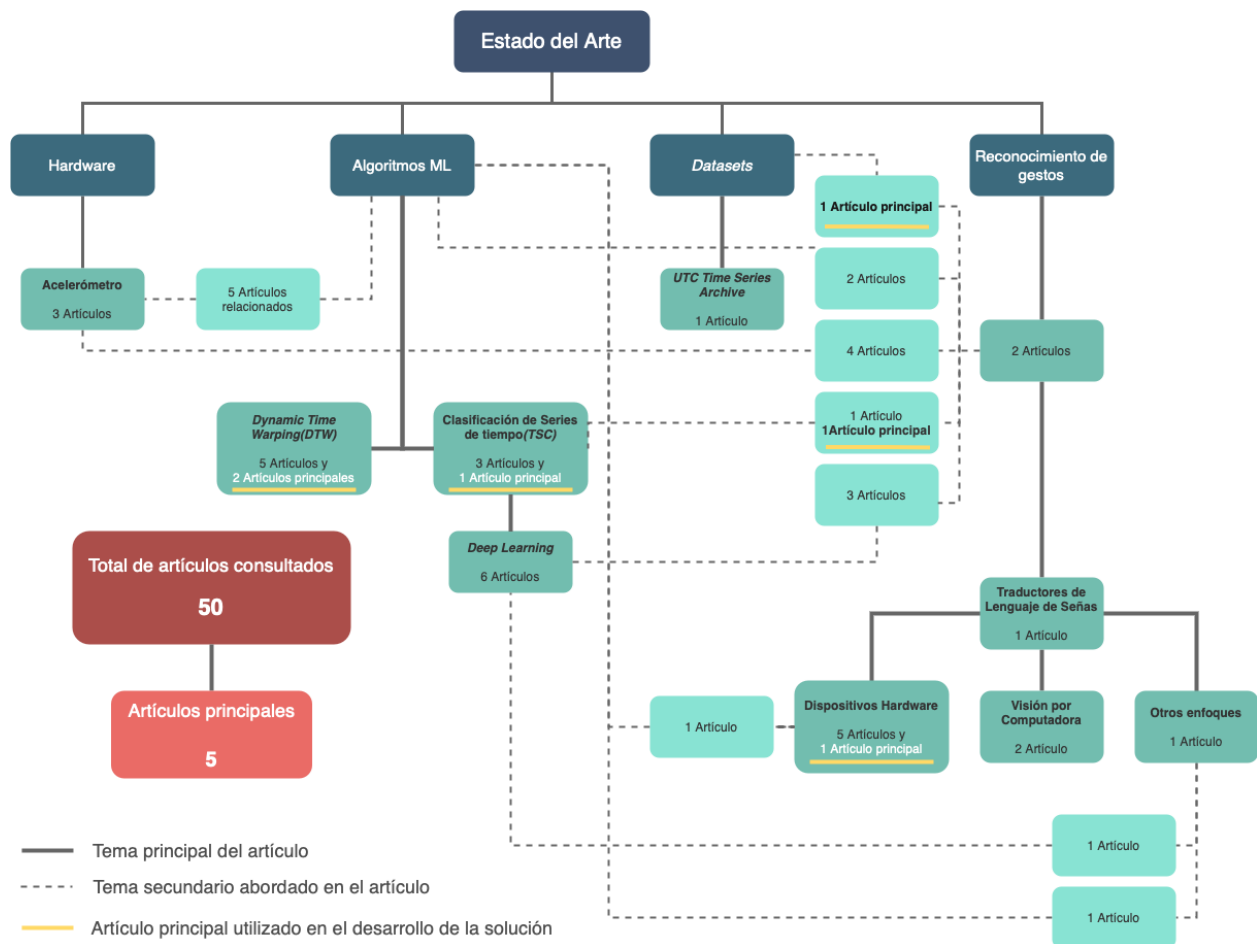 Estado del Arte
Hardware
Algoritmos ML
Datasets
Reconocimiento de
gestos
1 Artículo principal
Acelerómetro
3 Artículos
5 Artículos
relacionados
UTC Time Series
Archive
1 Artículo
2 Artículos
4 Artículos
2 Artículos
Dynamic Time
Warping(DTW)
5 Artículos y
2 Artículos principales
Clasificación de Series
de tiempo(TSC)
3 Artículos y
1 Artículo principal
1 Artículo
1Artículo principal
3 Artículos
Deep Learning
6 Artículos
Total de artículos consultados
50
Artículos principales
5
Traductores de
Lenguaje de Señas
1 Artículo
1 Artículo
Dispositivos Hardware
5 Artículos y
1 Artículo principal
Visión por
Computadora
2 Artículo
Otros enfoques
1 Artículo
1 Artículo
1 Artículo
Tema principal del artículo
Tema secundario abordado en el artículo
Artículo principal utilizado en el desarrollo de la solución